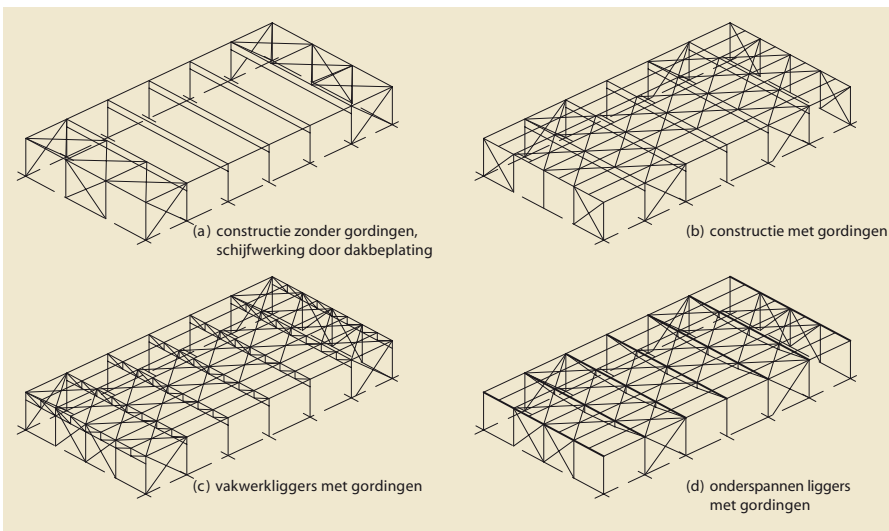 (a) constructie zonder gordingen,
schijfwerking door dakbeplating
(b) constructie met gordingen
(c) vakwerkliggers met gordingen
(d) onderspannen liggers
met gordingen